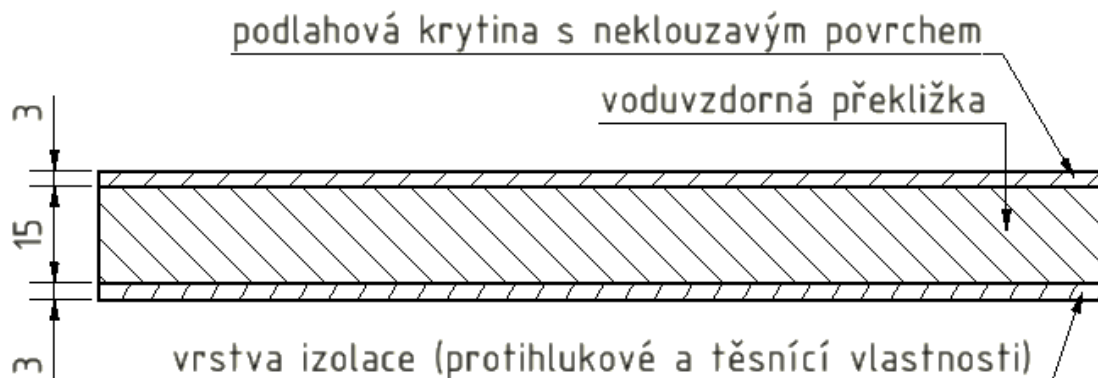 podlahová krytina s neklouzavým povrchem
voduvzdorná překližka
3
15
3
vrstva izolace (protihlukové a těsnící vlastnosti)